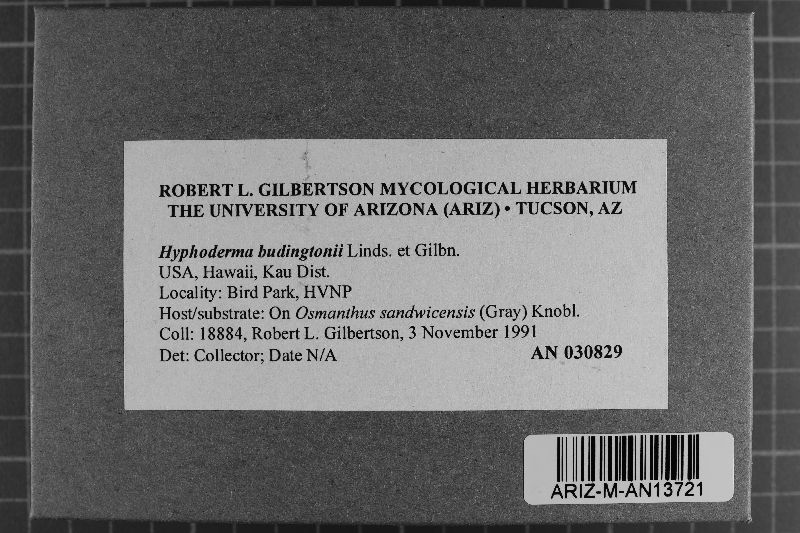 ROBERT L. GILBERTSON MYCOLOGICAL HERBARIUM
THE UNIVERSITY OF ARIZONA (ARIZ) • TUCSON, AZ
Hyphoderma budingtonii Linds. et Gilbn.
USA, Hawaii, Kau Dist.
Locality: Bird Park, HVNP
Host/substrate: On Osmanthus sandwicensis (Gray) Knobl.
Coll: 18884, Robert L. Gilbertson, 3 November 1991
Det: Collector; Date N/A AN 030829
ARIZ-M-AN13721